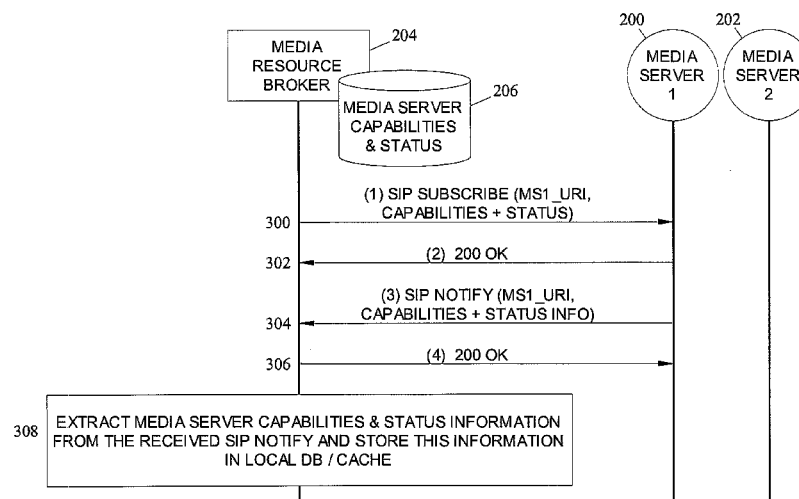 200
202
204
MEDIA
RESOURCE
BROKER
MEDIA
SERVER
1
MEDIA
SERVER
2
206
MEDIA SERVER
CAPABILITIES
& STATUS
(1) SIP SUBSCRIBE (MS1_URI,
CAPABILITIES + STATUS)
300
(2) 200 OK
302
(3) SIP NOTIFY (MS1_URI,
CAPABILITIES + STATUS INFO)
304
(4) 200 OK
306
308
EXTRACT MEDIA SERVER CAPABILITIES & STATUS INFORMATION
FROM THE RECEIVED SIP NOTIFY AND STORE THIS INFORMATION
IN LOCAL DB / CACHE